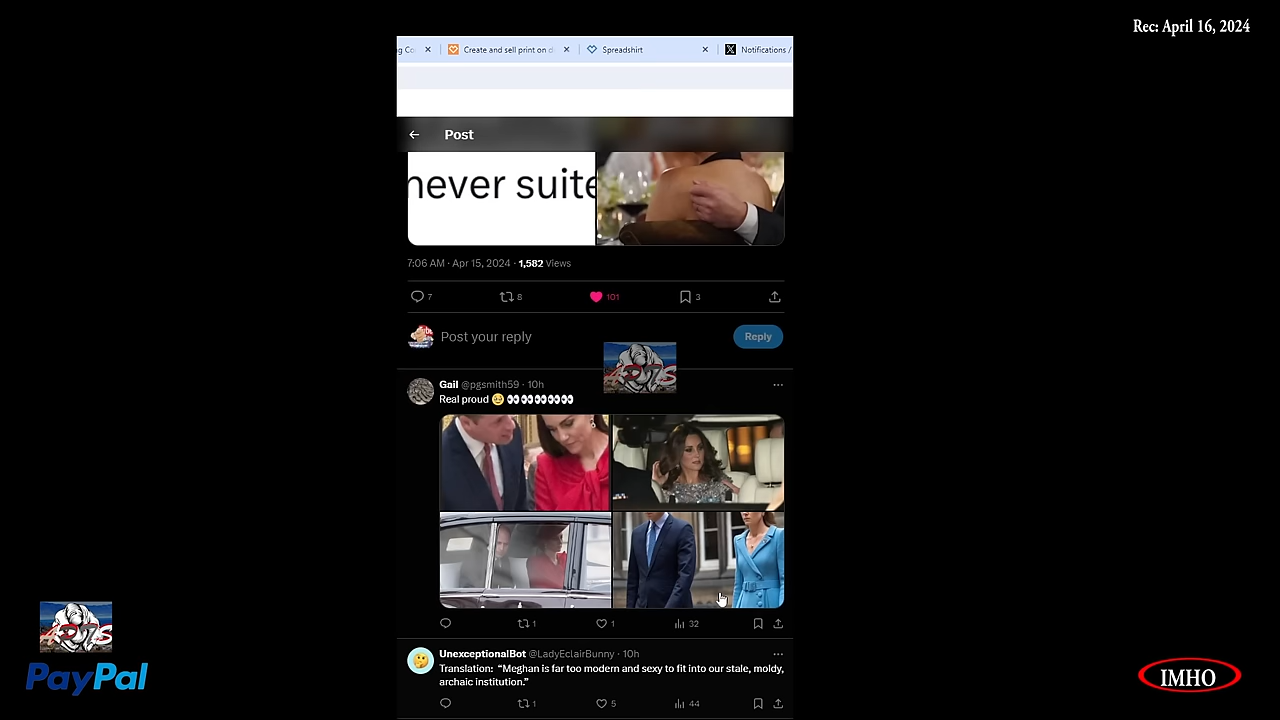 Rec: April 16, 2024
Create and sell print on d
Spreadshirt
Notifications /
Post
never suite
7:06 AM · Apr 15, 2024 · 1,582 Views
7 8 101 3
Post your reply
Reply
Gail @pgsmith59 · 10h
Real proud
1 1 32
UnexceptionalBot @LadyEclairBunny · 10h
Translation: “Meghan is far too modern and sexy to fit into our stale, moldy,
archaic institution.”
1 5 44
PayPal
IMHO